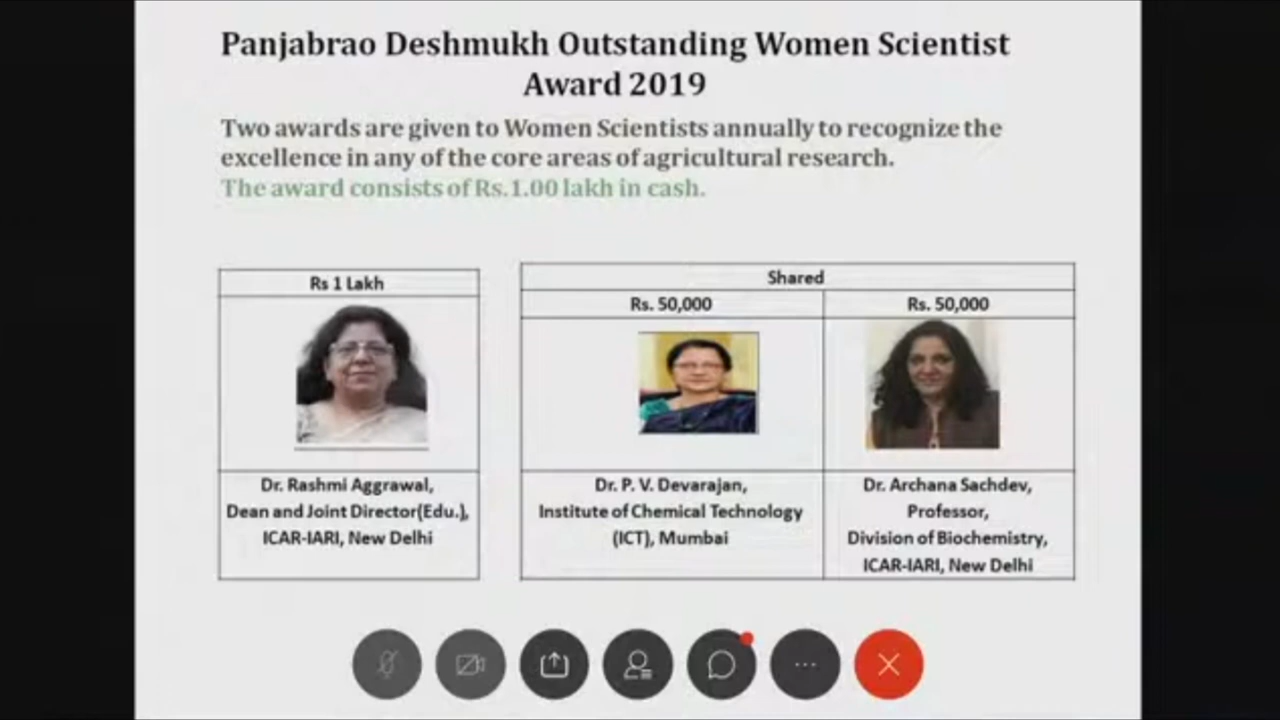 Panjabrao Deshmukh Outstanding Women Scientist
Award 2019
Two awards are given to Women Scientists annually to recognize the
excellence in any of the core areas of agricultural research.
The award consists of Rs.1.00 lakh in cash.
Rs 1 Lakh
Dr. Rashmi Aggrawal,
Dean and Joint Director(Edu.),
ICAR-IARI, New Delhi
Shared
Rs. 50,000
Dr. P. V. Devarajan,
Institute of Chemical Technology
(ICT), Mumbai
Rs. 50,000
Dr. Archana Sachdev,
Professor,
Division of Biochemistry,
ICAR-IARI, New Delhi